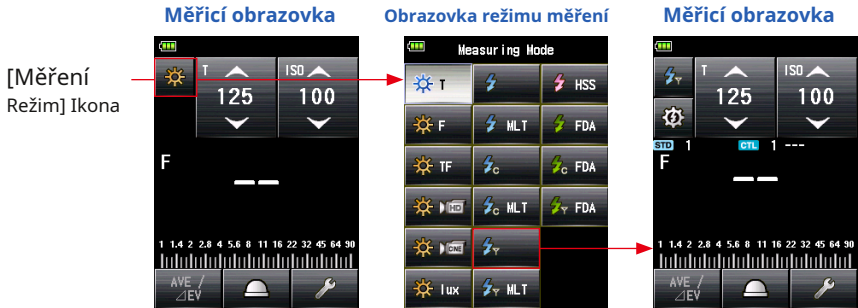 Měřicí obrazovka
Obrazovka režimu měření
Měřicí obrazovka
[Měření
Režim] Ikona
T
125
ISO
100
F
1 1.4 2 2.8 4 5.6 8 11 16 22 32 45 64 90
AVE /
⊿EV
Measuring Mode
T
HSS
F
MLT
FDA
TF
C
C FDA
HD
C MLT
FDA
CINE
lux
MLT
T
125
ISO
100
STD 1
CTL 1 ---
F
1 1.4 2 2.8 4 5.6 8 11 16 22 32 45 64 90
AVE /
⊿EV